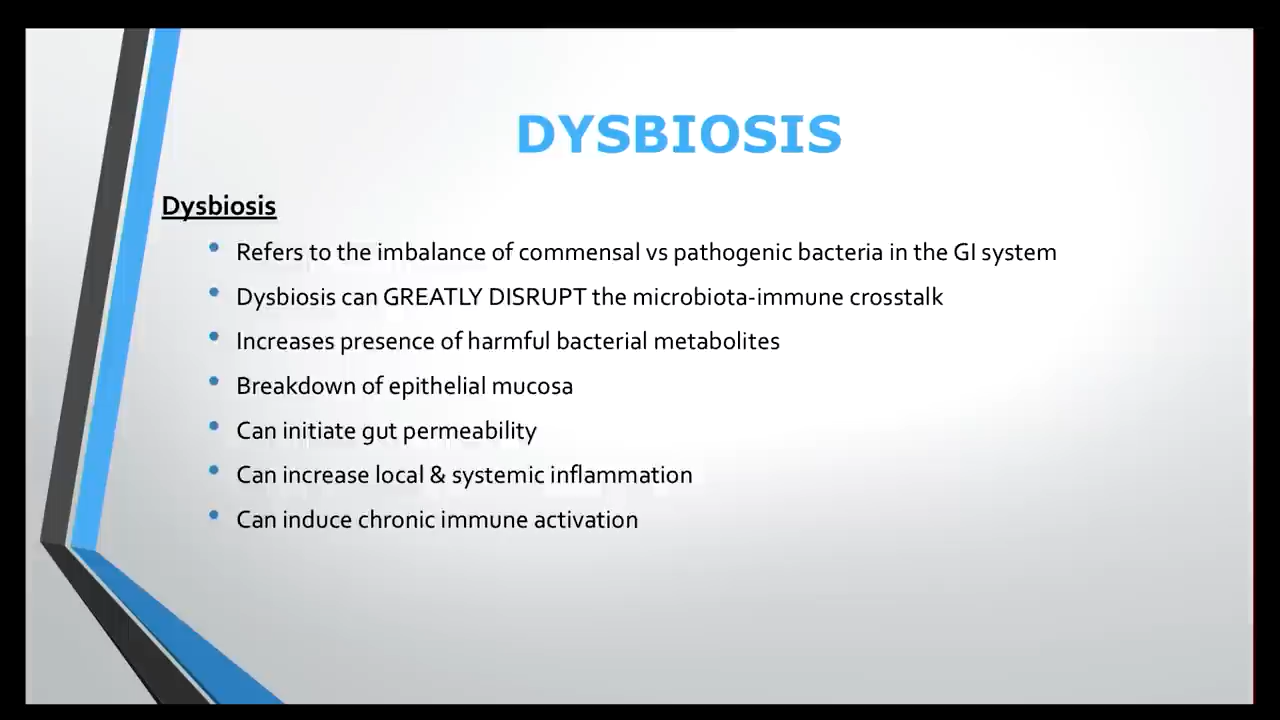 DYSBIOSIS
Dysbiosis
Refers to the imbalance of commensal vs pathogenic bacteria in the GI system
Dysbiosis can GREATLY DISRUPT the microbiota-immune crosstalk
Increases presence of harmful bacterial metabolites
Breakdown of epithelial mucosa
Can initiate gut permeability
Can increase local & systemic inflammation
Can induce chronic immune activation